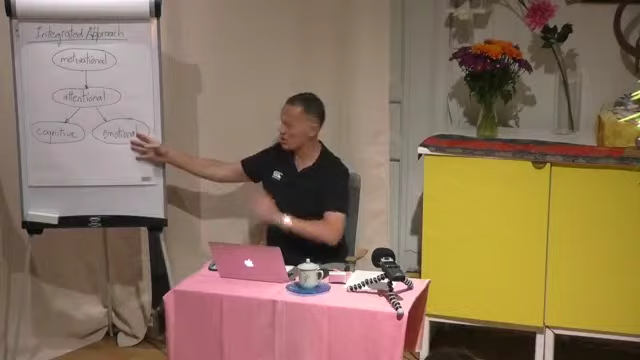 Integrated Approach
motivational
attentional
cognitive
emotional